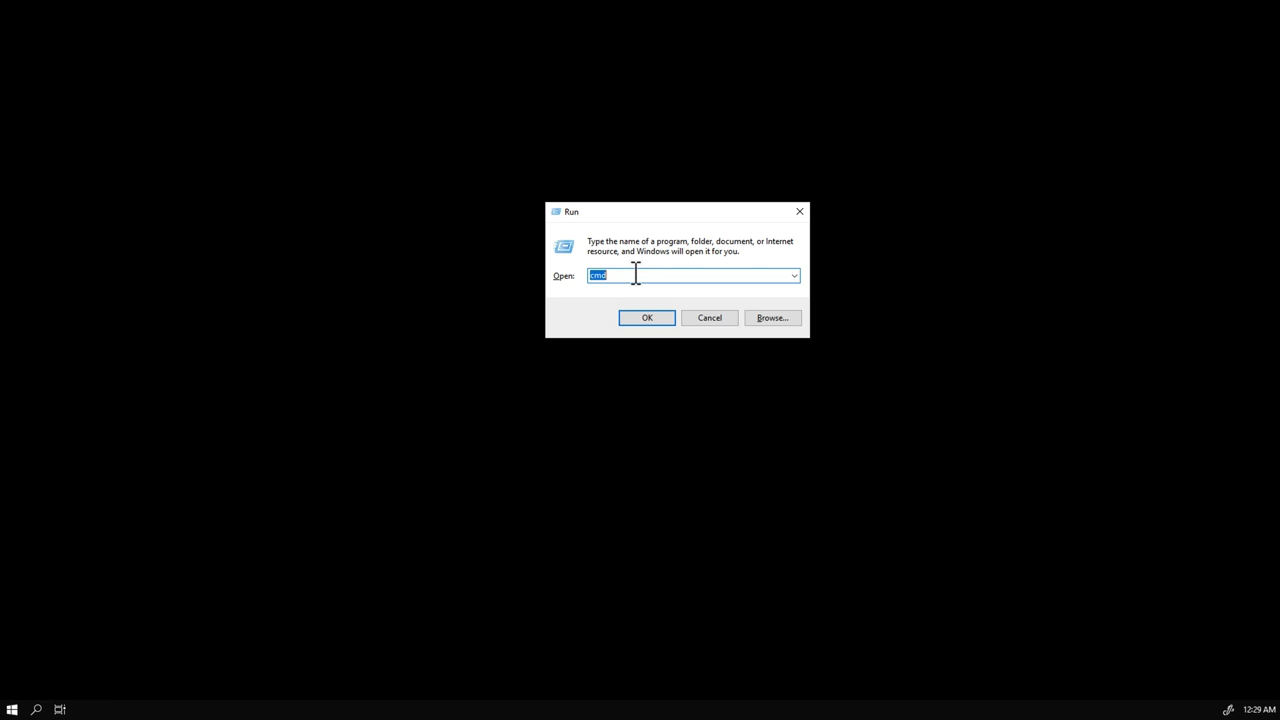 Run
Type the name of a program, folder, document, or Internet
resource, and Windows will open it for you.
Open: cmd
OK Cancel Browse...
12:29 AM